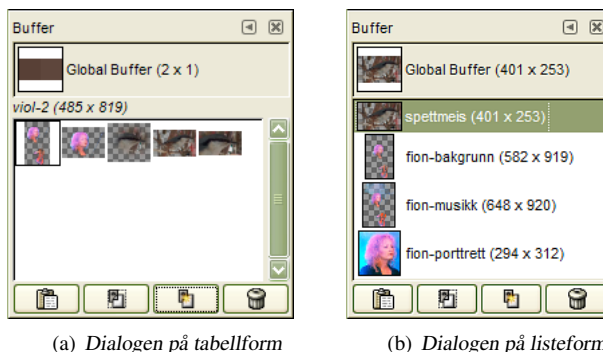 Buffer
Global Buffer (2 x 1)
viol-2 (485 x 819)
(a) Dialogen på tabellform
Buffer
Global Buffer (401 x 253)
spettmeis (401 x 253)
fion-bakgrunn (582 x 919)
fion-musikk (648 x 920)
fion-porttrett (294 x 312)
(b) Dialogen på listeform